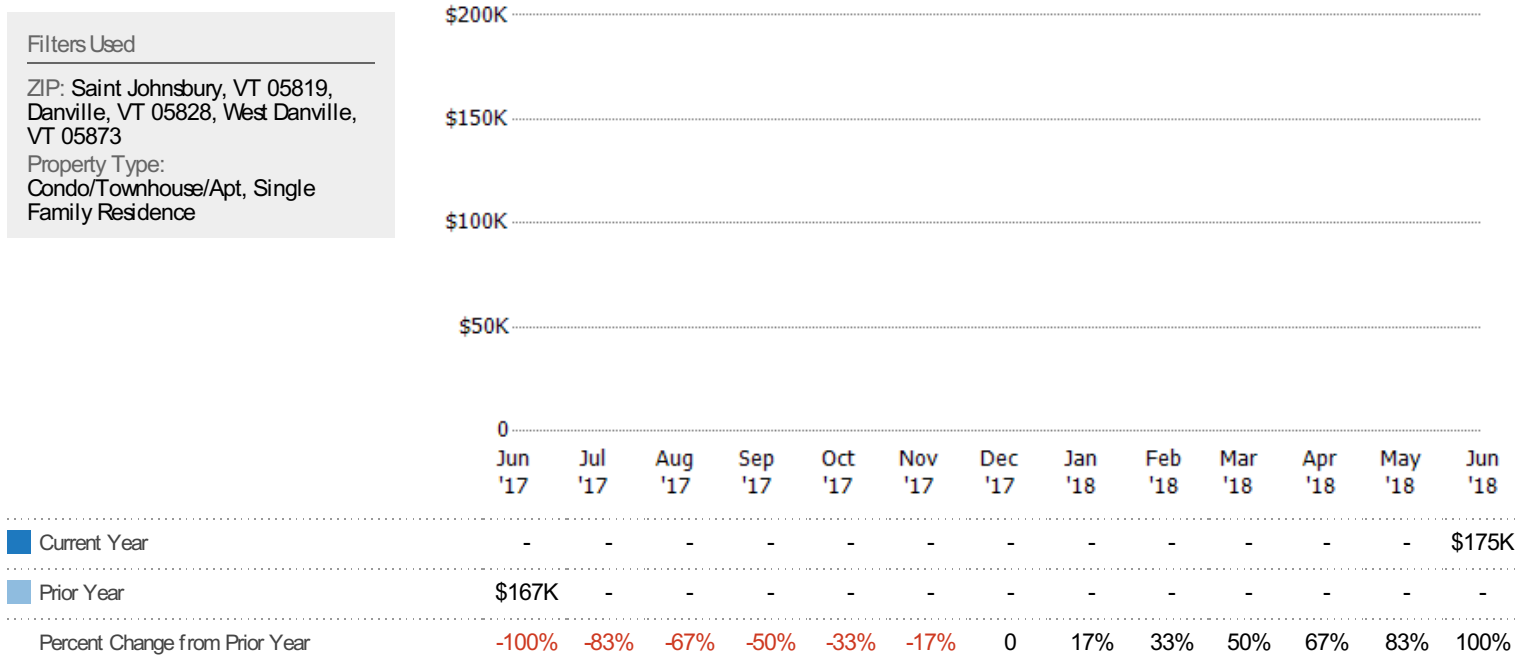 Filters Used
ZIP: Saint Johnsbury, VT 05819,
Danville, VT 05828, West Danville,
VT 05873
Property Type:
Condo/Townhouse/Apt, Single
Family Residence
$200K
$150K
$100K
$50K
0
Jun Jul Aug Sep Oct Nov Dec Jan Feb Mar Apr May Jun
'17 '17 '17 '17 '17 '17 '17 '18 '18 '18 '18 '18 '18
Current Year - - - - - - - - - - - - $175K
Prior Year $167K - - - - - - - - - - - -
Percent Change from Prior Year -100% -83% -67% -50% -33% -17% 0 17% 33% 50% 67% 83% 100%